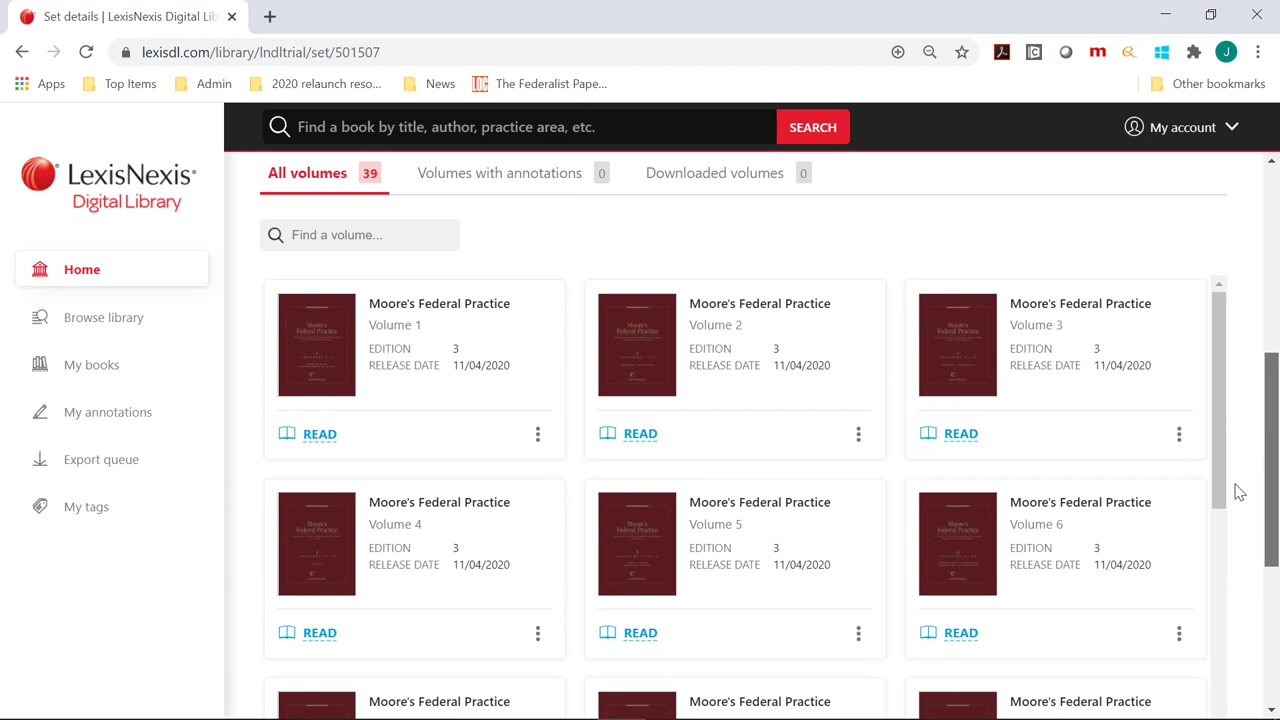 Set details | LexisNexis Digital Lib
lexisdl.com/library/lndltrial/set/501507
m
J
Apps
Top Items
Admin
2020 relaunch reso...
News
The Federalist Pape...
Other bookmarks
Find a book by title, author, practice area, etc.
SEARCH
My account
LexisNexis®
Digital Library
Home
Browse library
My books
My annotations
Export queue
My tags
All volumes 39
Volumes with annotations 0
Downloaded volumes 0
Find a volume...
Moore's Federal Practice
Volume 1
EDITION 3
RELEASE DATE 11/04/2020
READ
Moore's Federal Practice
Volume 2
EDITION 3
RELEASE DATE 11/04/2020
READ
Moore's Federal Practice
Volume 3
EDITION 3
RELEASE DATE 11/04/2020
READ
Moore's Federal Practice
Volume 4
EDITION 3
RELEASE DATE 11/04/2020
READ
Moore's Federal Practice
Volume 5
EDITION 3
RELEASE DATE 11/04/2020
READ
Moore's Federal Practice
Volume 6
EDITION 3
RELEASE DATE 11/04/2020
READ
Moore's Federal Practice
Moore's Federal Practice
Moore's Federal Practice